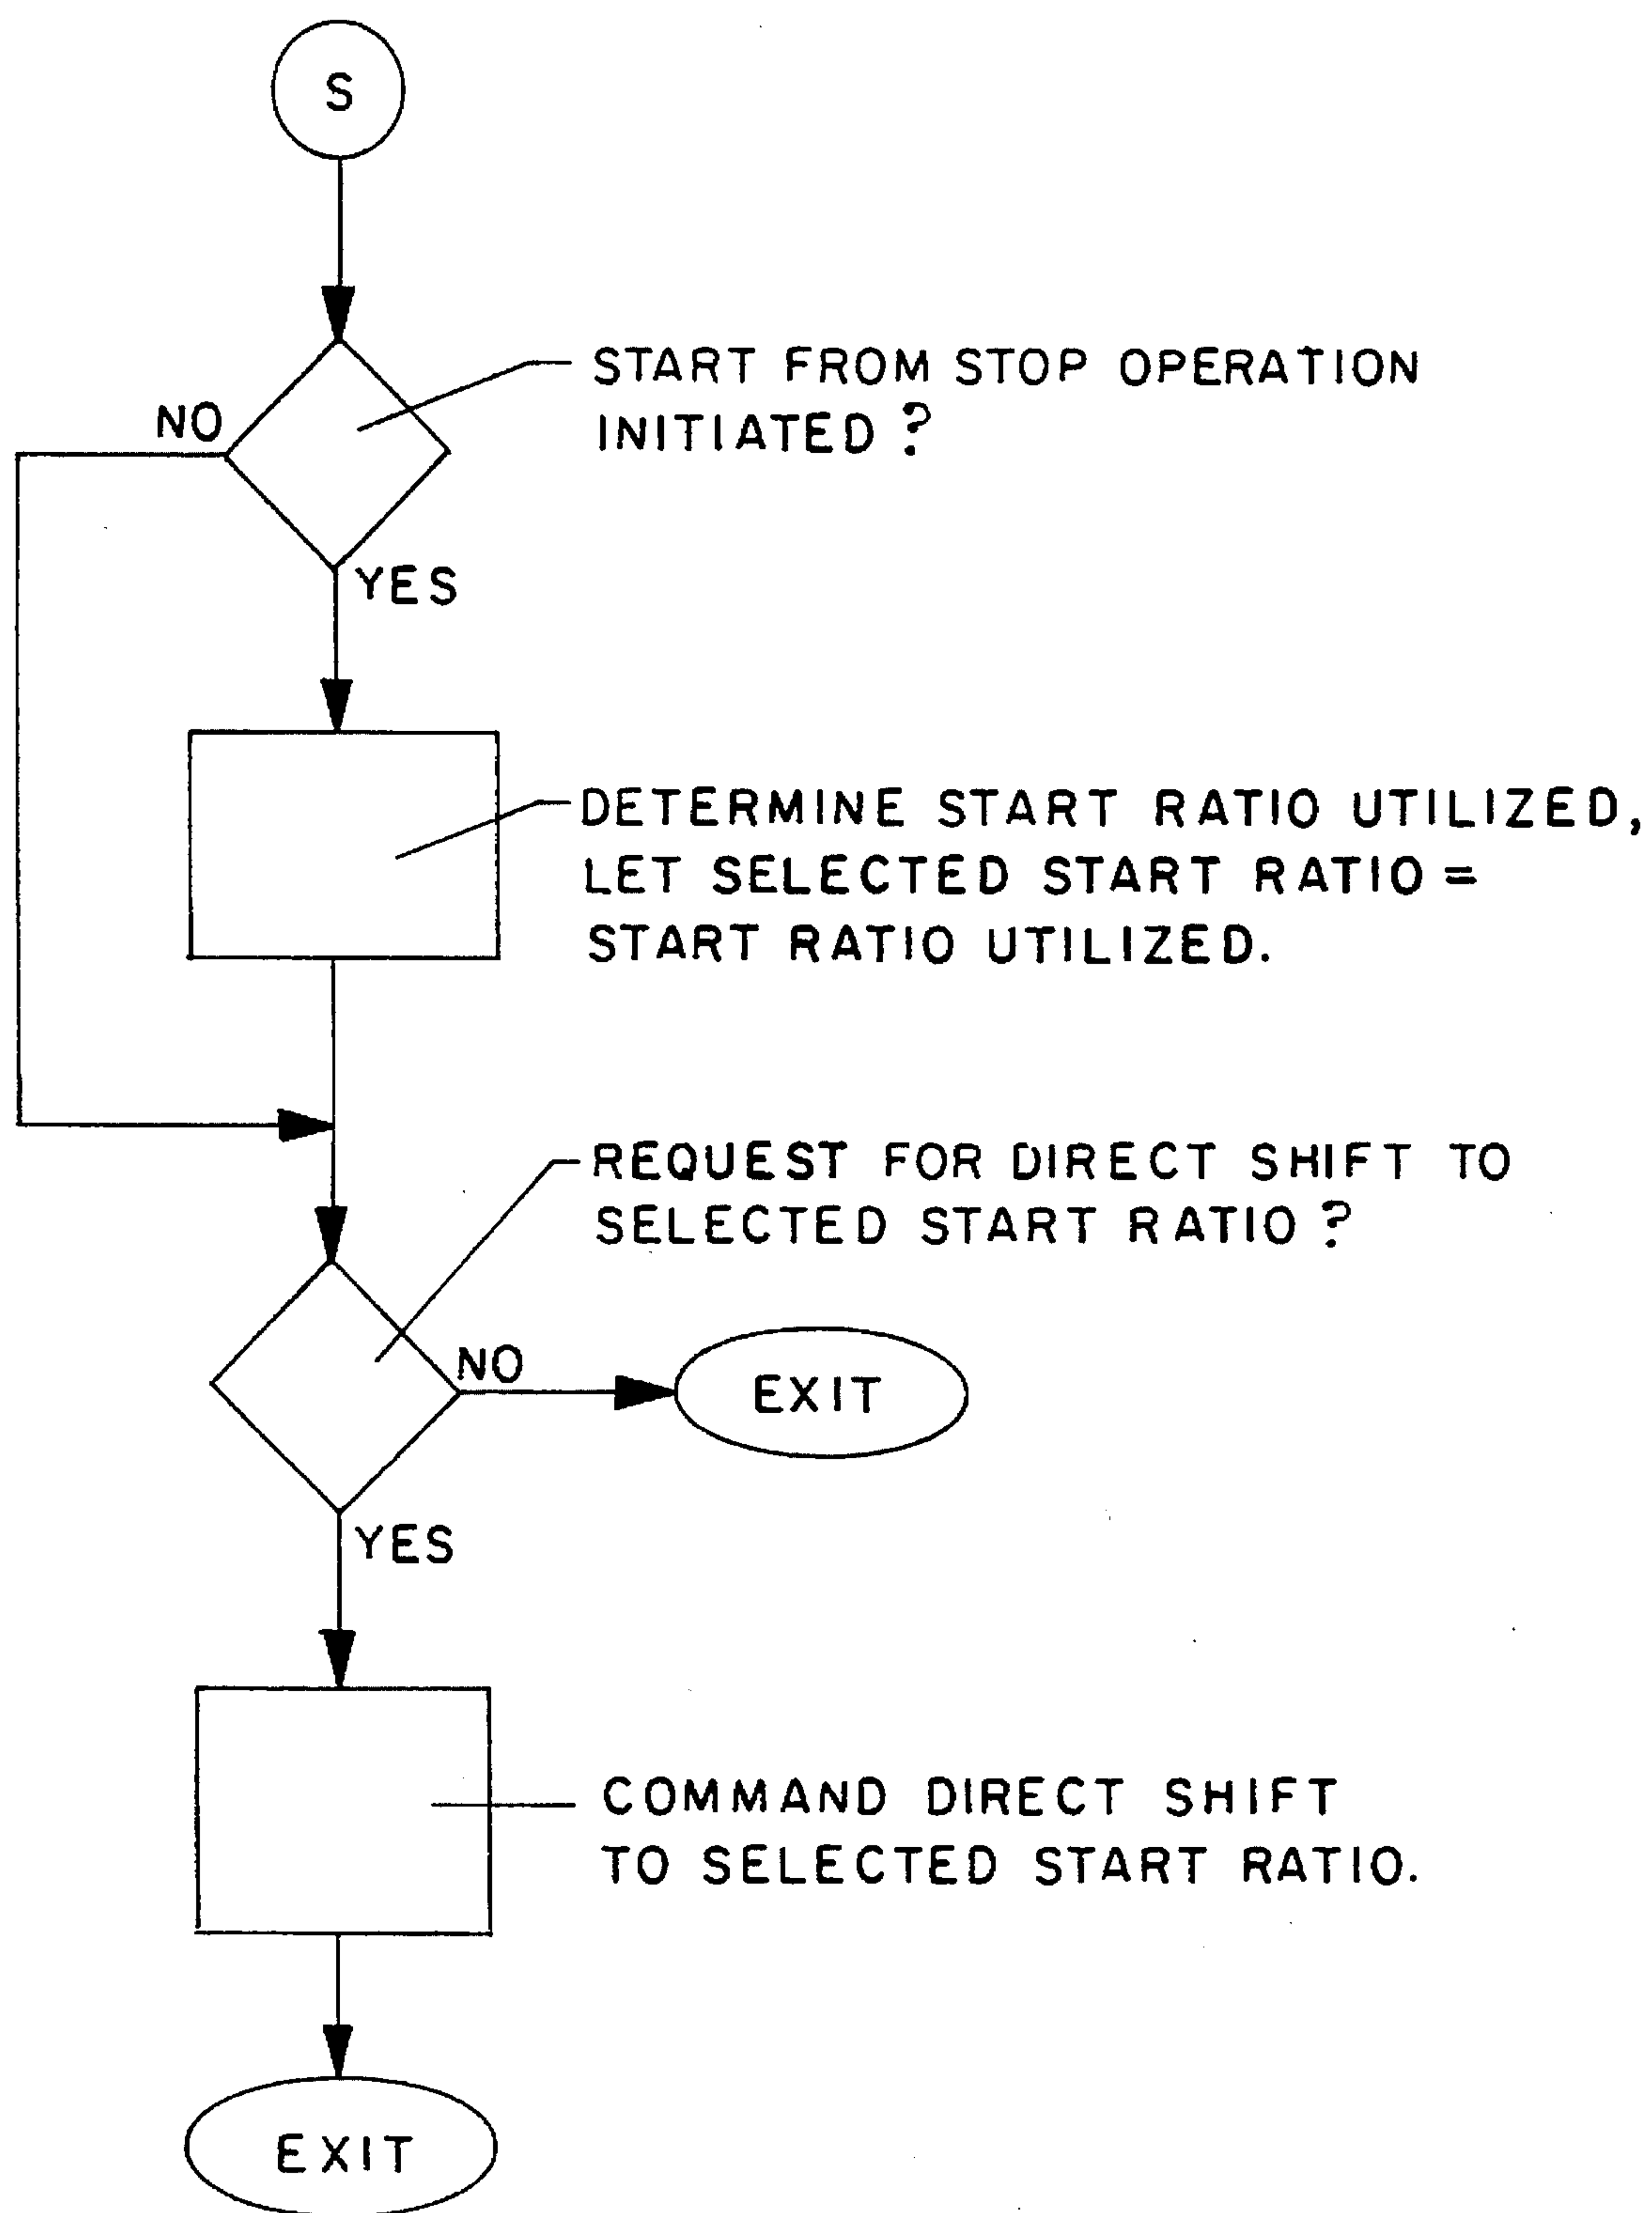 S
START FROM STOP OPERATION
INITIATED ?
NO
YES
DETERMINE START RATIO UTILIZED,
LET SELECTED START RATIO =
START RATIO UTILIZED.
REQUEST FOR DIRECT SHIFT TO
SELECTED START RATIO ?
NO
EXIT
YES
COMMAND DIRECT SHIFT
TO SELECTED START RATIO.
EXIT